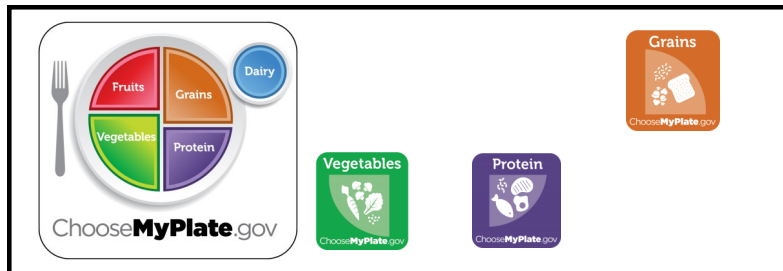 Fruits
Grains
Dairy
Vegetables
Protein
ChooseMyPlate.gov
Vegetables
ChooseMyPlate.gov
Protein
ChooseMyPlate.gov
Grains
ChooseMyPlate.gov